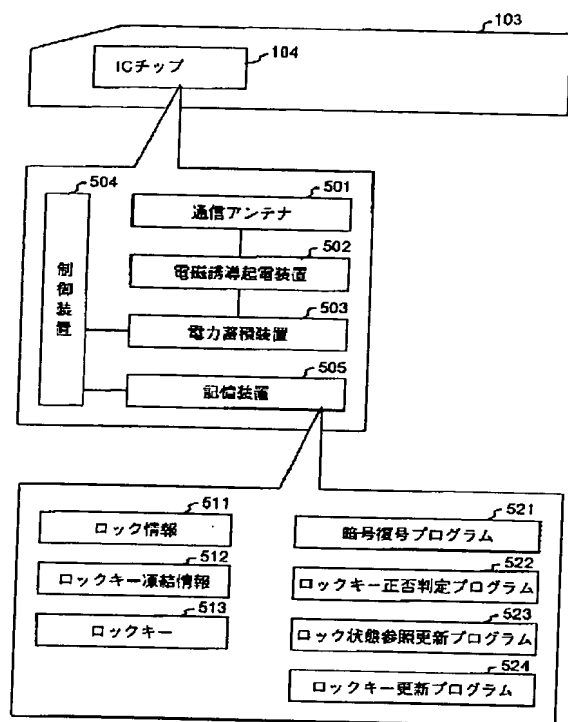 103
ICチップ
104
504
501
通信アンテナ
502
制御装置
電磁誘導起電装置
503
電力蓄積装置
505
記憶装置
511
ロック情報
521
暗号復号プログラム
512
ロックキー凍結情報
522
ロックキー正否判定プログラム
513
ロックキー
523
ロック状態参照更新プログラム
524
ロックキー更新プログラム